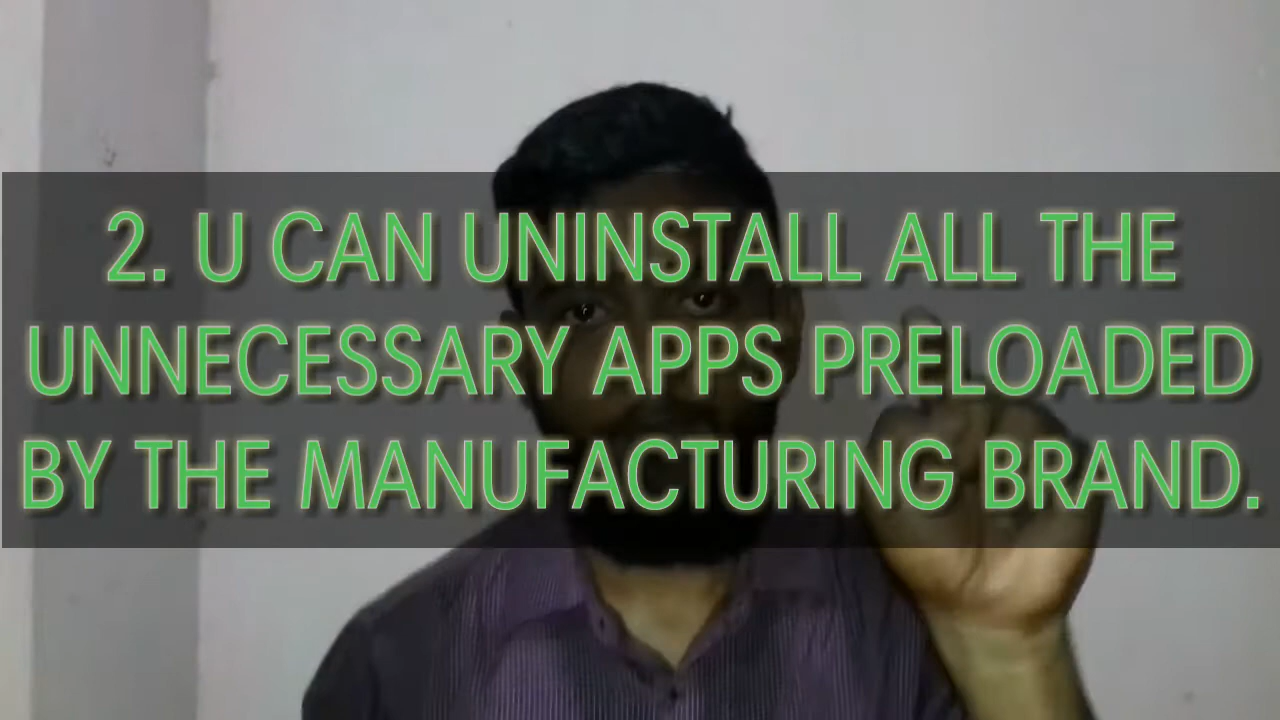 2. U CAN UNINSTALL ALL THE
UNNECESSARY APPS PRELOADED
BY THE MANUFACTURING BRAND.